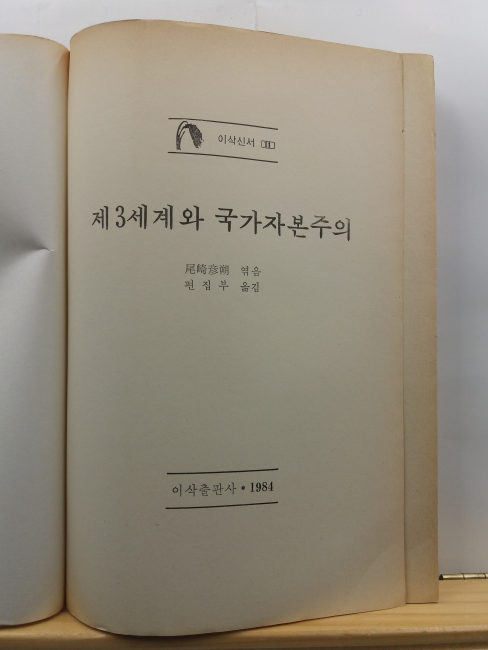 이삭신서
제3세계와 국가자본주의
尾崎彦朔 엮음
편집부 옮김
이삭출판사 • 1984